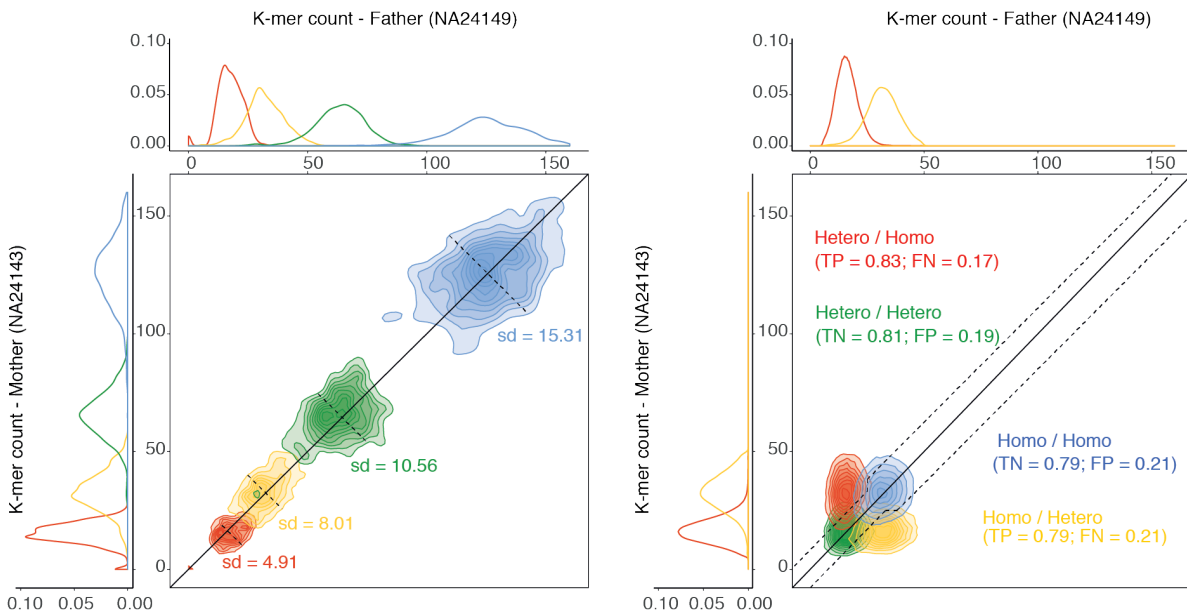 K-mer count - Father (NA24149)
0.10
0.05
0.00
0
50
100
150
K-mer count - Mother (NA24143)
150
100
50
0
0.10
0.05
0.00
sd = 15.31
sd = 10.56
sd = 8.01
sd = 4.91
K-mer count - Father (NA24149)
0.10
0.05
0.00
0
50
100
150
K-mer count - Mother (NA24143)
150
100
50
0
0.10
0.05
0.00
Hetero / Homo
(TP = 0.83; FN = 0.17)
Hetero / Hetero
(TN = 0.81; FP = 0.19)
Homo / Homo
(TN = 0.79; FP = 0.21)
Homo / Hetero
(TP = 0.79; FN = 0.21)